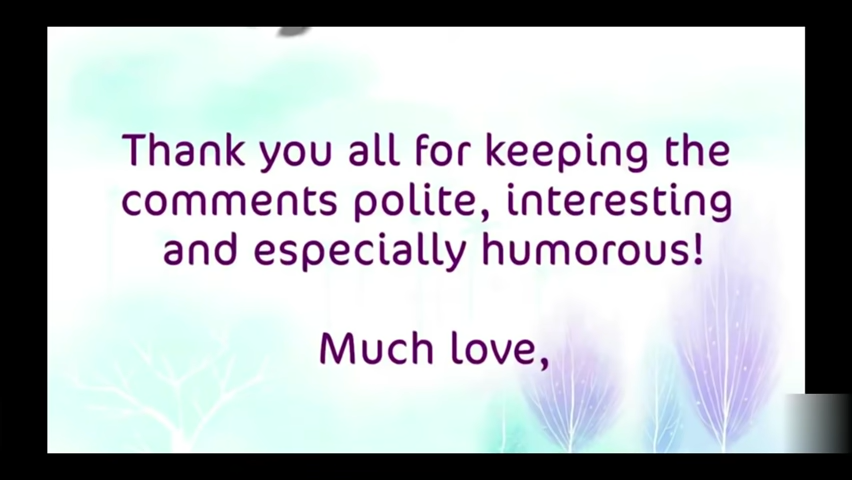 Thank you all for keeping the
comments polite, interesting
and especially humorous!
Much love,